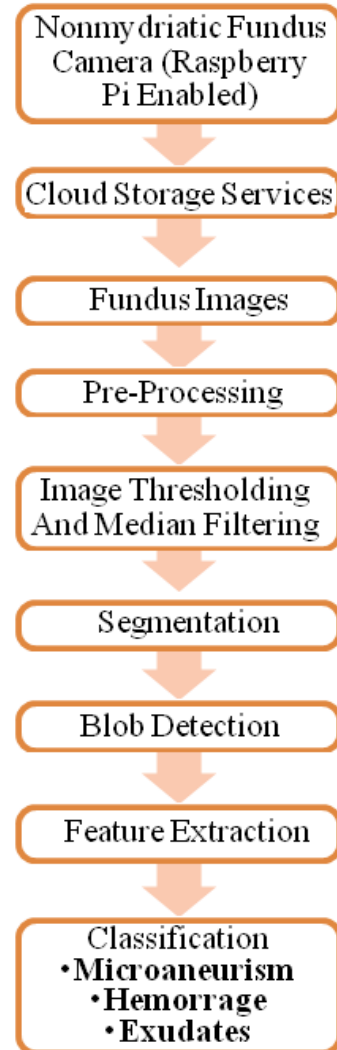 Nonmydriatic Fundus
Camera (Raspberry
Pi Enabled)
Cloud Storage Services
Fundus Images
Pre-Processing
Image Thresholding
And Median Filtering
Segmentation
Blob Detection
Feature Extraction
Classification
•Microaneurism
•Hemorrage
•Exudates